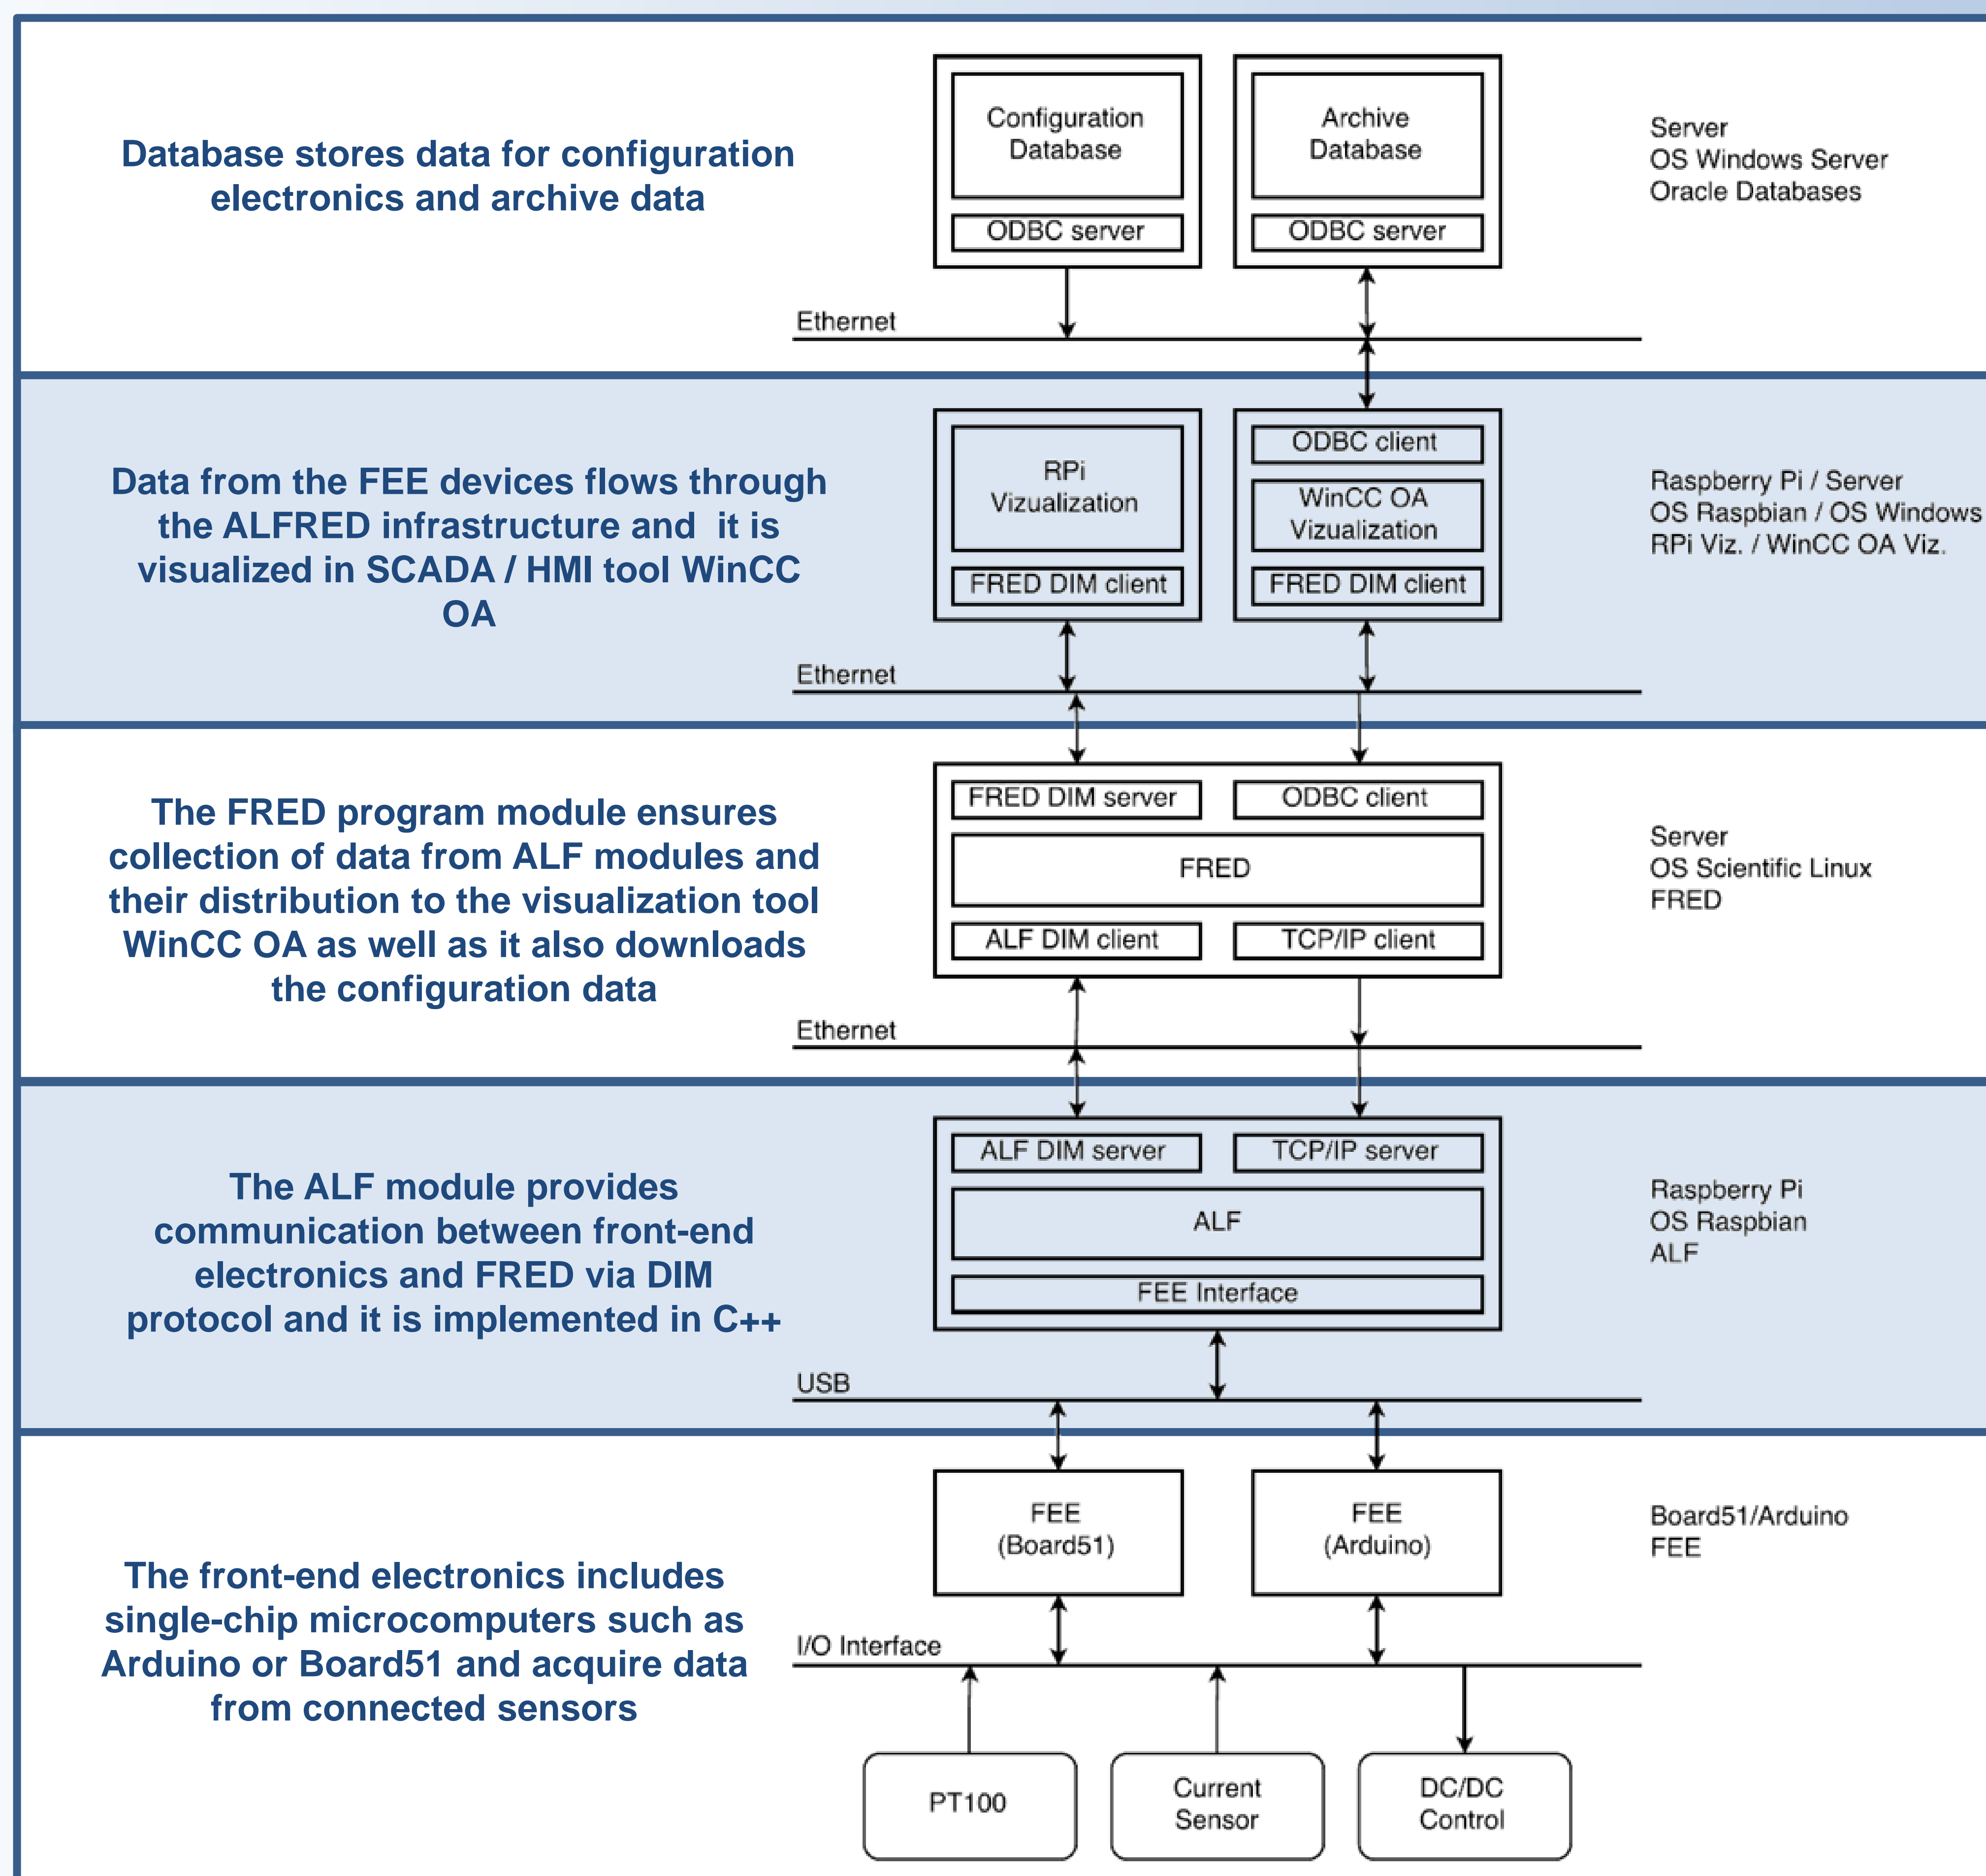 Database stores data for configuration
electronics and archive data
Configuration
Database
ODBC server
Archive
Database
ODBC server
Server
OS Windows Server
Oracle Databases
Ethernet
Data from the FEE devices flows through
the ALFRED infrastructure and it is
visualized in SCADA / HMI tool WinCC
OA
RPi
Vizualization
FRED DIM client
ODBC client
WinCC OA
Vizualization
FRED DIM client
Raspberry Pi / Server
OS Raspbian / OS Windows
RPi Viz. / WinCC OA Viz.
Ethernet
The FRED program module ensures
collection of data from ALF modules and
their distribution to the visualization tool
WinCC OA as well as it also downloads
the configuration data
FRED DIM server
ODBC client
FRED
ALF DIM client
TCP/IP client
Server
OS Scientific Linux
FRED
Ethernet
The ALF module provides
communication between front-end
electronics and FRED via DIM
protocol and it is implemented in C++
ALF DIM server
TCP/IP server
ALF
FEE Interface
Raspberry Pi
OS Raspbian
ALF
USB
The front-end electronics includes
single-chip microcomputers such as
Arduino or Board51 and acquire data
from connected sensors
FEE
(Board51)
FEE
(Arduino)
Board51/Arduino
FEE
I/O Interface
PT100
Current
Sensor
DC/DC
Control